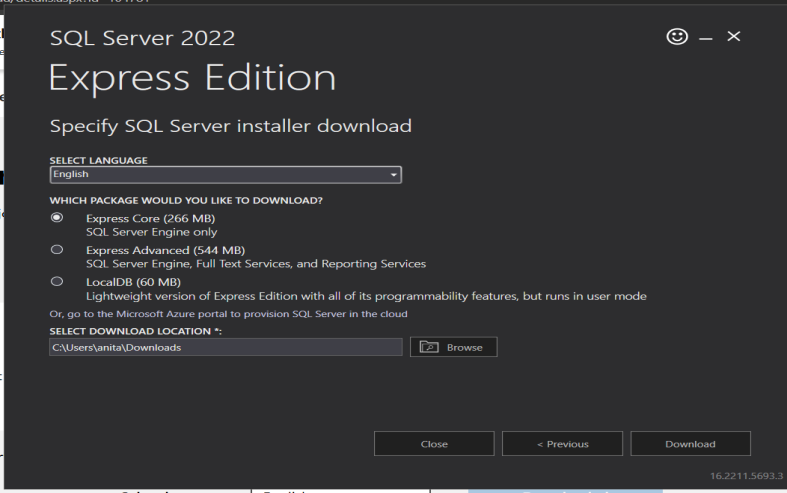 SQL Server 2022
Express Edition
Specify SQL Server installer download
SELECT LANGUAGE
English
WHICH PACKAGE WOULD YOU LIKE TO DOWNLOAD?
Express Core (266 MB)
SQL Server Engine only
Express Advanced (544 MB)
SQL Server Engine, Full Text Services, and Reporting Services
LocalDB (60 MB)
Lightweight version of Express Edition with all of its programmability features, but runs in user mode
Or, go to the Microsoft Azure portal to provision SQL Server in the cloud
SELECT DOWNLOAD LOCATION *:
C:\Users\anita\Downloads
Browse
Close
< Previous
Download
16.2211.5693.3